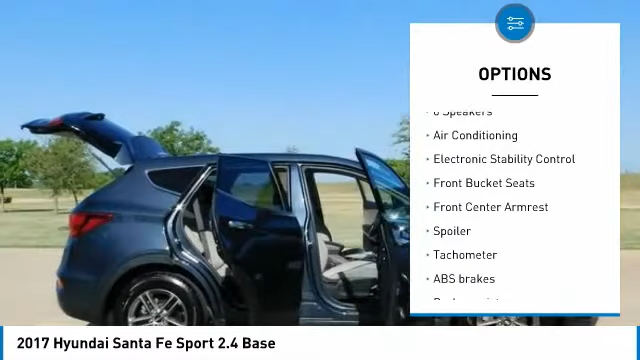 OPTIONS
Speakers
Air Conditioning
Electronic Stability Control
Front Bucket Seats
Front Center Armrest
Spoiler
Tachometer
ABS brakes
2017 Hyundai Santa Fe Sport 2.4 Base